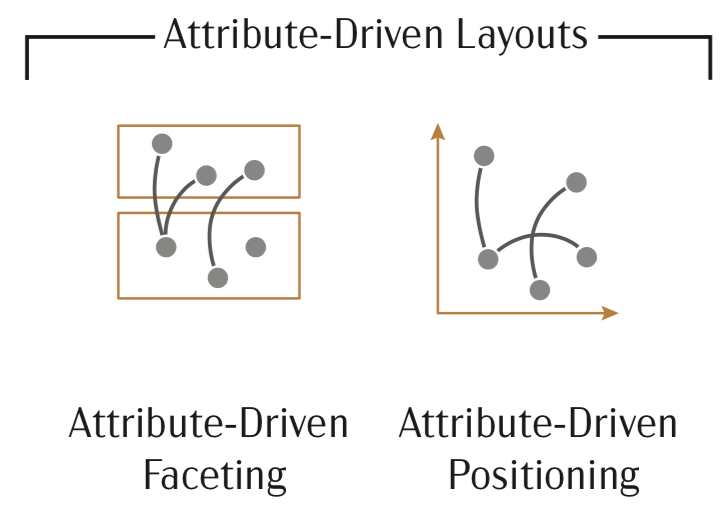 Attribute-Driven Layouts
Attribute-Driven
Faceting
Attribute-Driven
Positioning